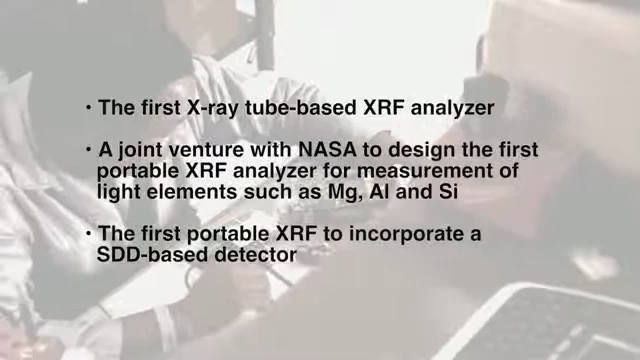 • The first X-ray tube-based XRF analyzer
• A joint venture with NASA to design the first
portable XRF analyzer for measurement of
light elements such as Mg, Al and Si
• The first portable XRF to incorporate a
SDD-based detector